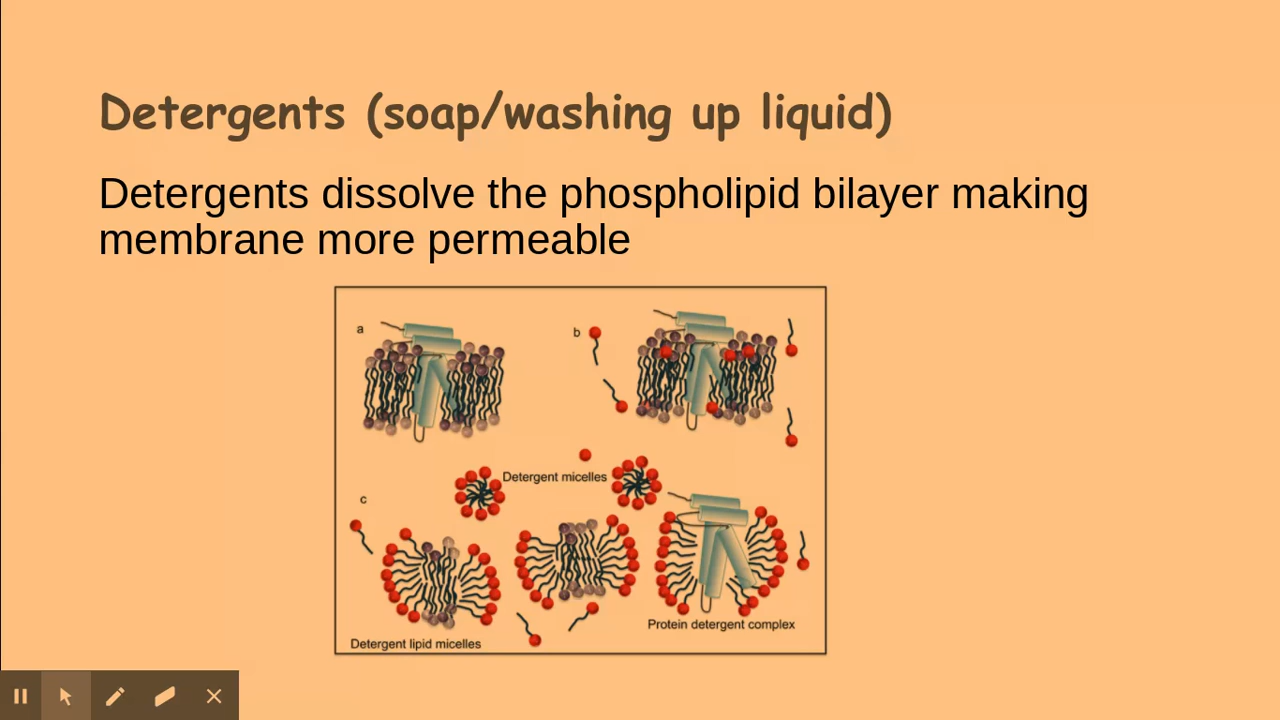 Detergents (soap/washing up liquid)
Detergents dissolve the phospholipid bilayer making
membrane more permeable
a
b
Detergent micelles
c
Protein detergent complex
Detergent lipid micelles